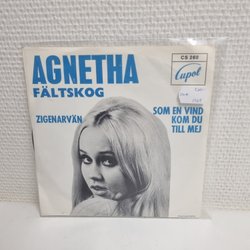 AGNETHA
FÄLTSKOG
CS 260
Cupol
ZIGENARVÄN
SOM EN VIND
KOM DU
TILL MEJ